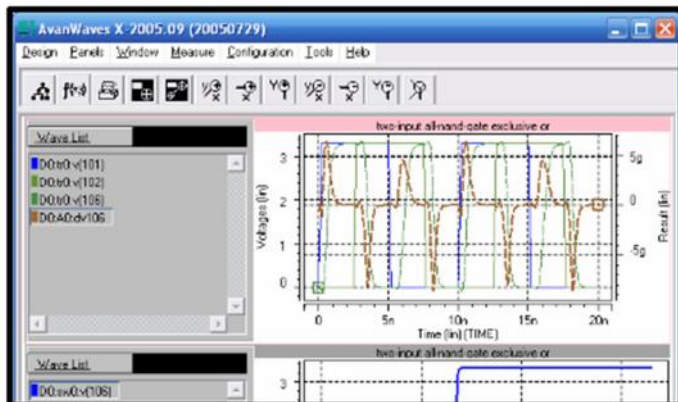 AvanWaves X-2005.09 (20050729)
Design Panels Window Measure Configuration Tools Help
Wave List
D0:tr0:v(101)
D0:tr0:v(102)
D0:tr0:v(106)
D0:A0:dv106
two-input all-nand-gate exclusive or
Voltages (lin)
3
2
1
0
5g
0
-5g
Result (lin)
0 5n 10n 15n 20n
Time (lin) (TIME)
Wave List
D0:sw0:v(106)
two-input all-nand-gate exclusive or
3